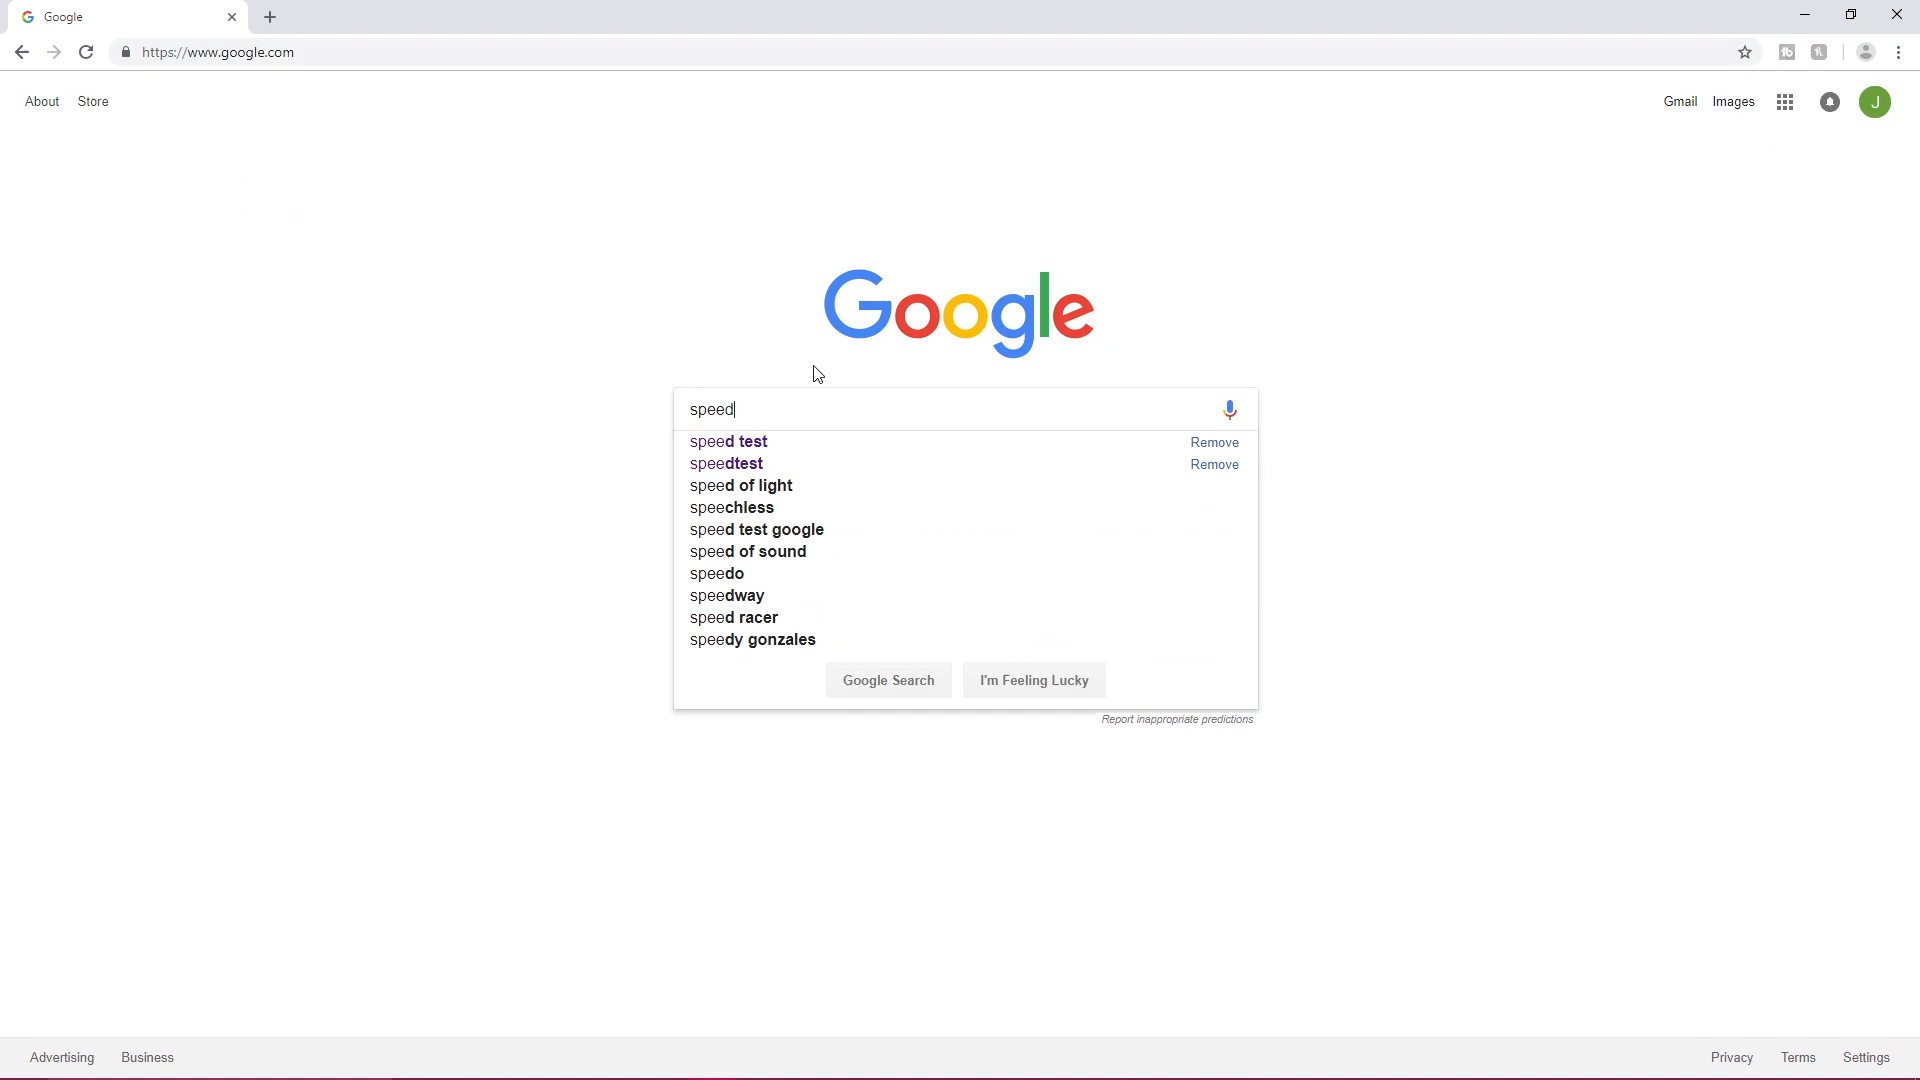 Google
https://www.google.com
About Store
Gmail Images J
Google
speed
speed test Remove
speedtest Remove
speed of light
speechless
speed test google
speed of sound
speedo
speedway
speed racer
speedy gonzales
Google Search I'm Feeling Lucky
Report inappropriate predictions
Advertising Business
Privacy Terms Settings